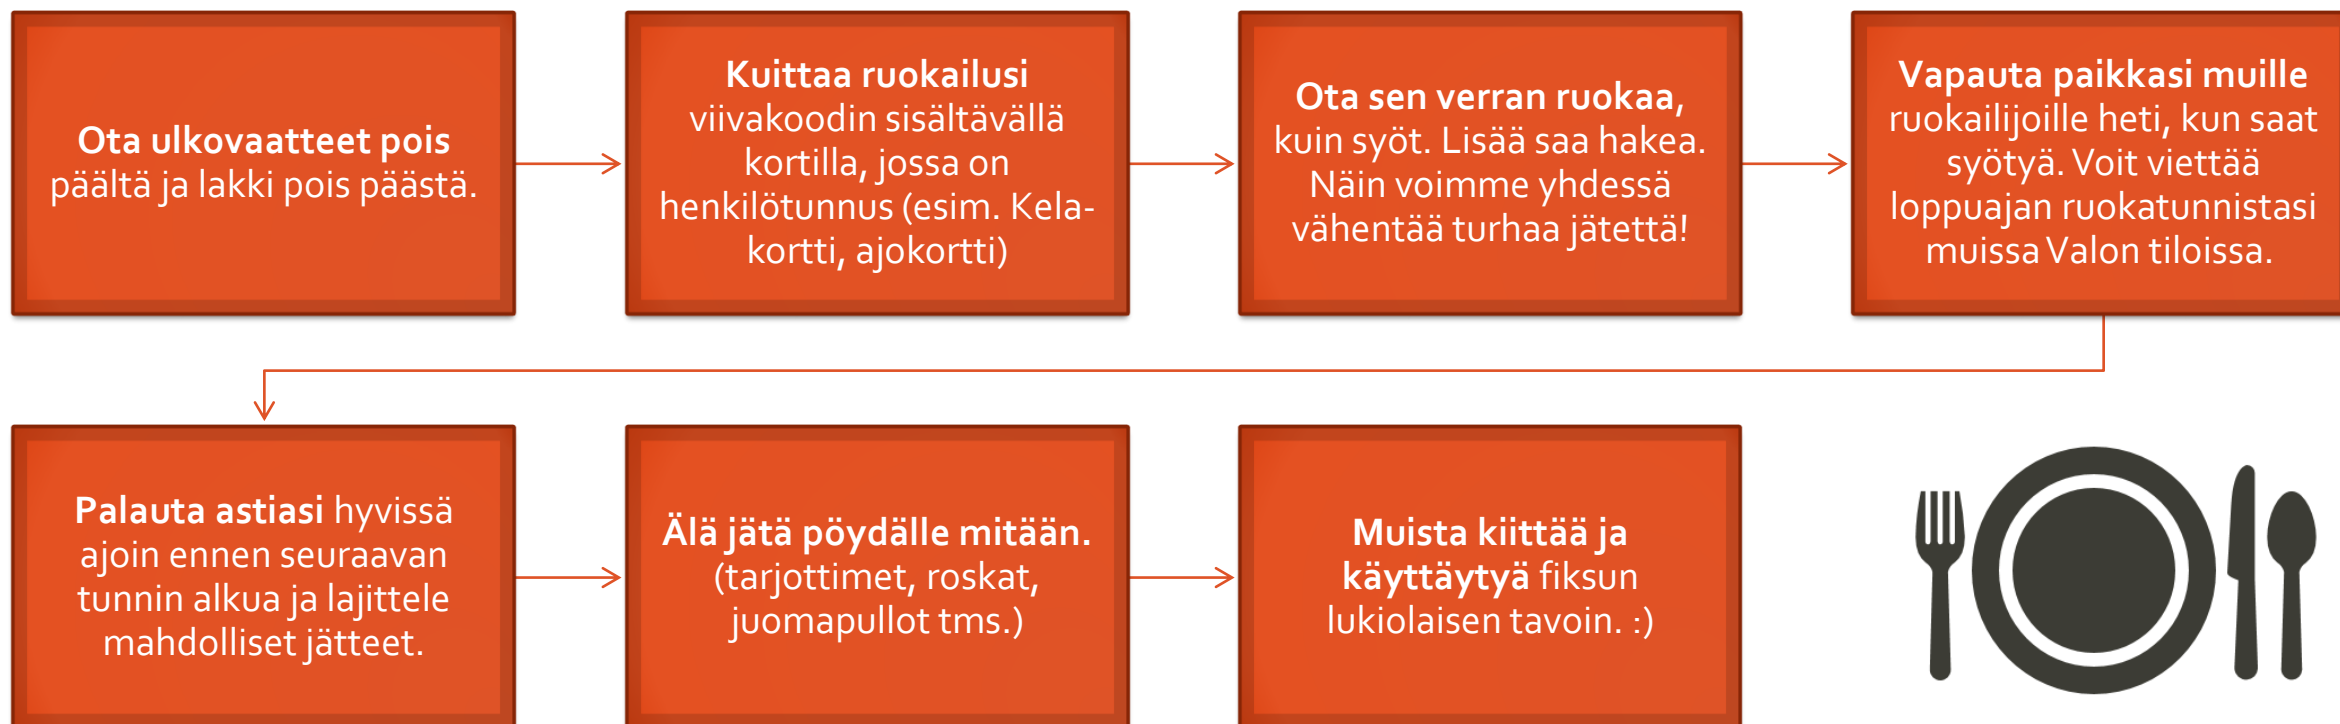 Ota ulkovaatteet pois
päältä ja lakki pois päästä.
Kuittaa ruokailusi
viivakoodin sisältävällä
kortilla, jossa on
henkilötunnus (esim. Kela-
kortti, ajokortti)
Ota sen verran ruokaa,
kuin syöt. Lisää saa hakea.
Näin voimme yhdessä
vähentää turhaa jätettä!
Vapauta paikkasi muille
ruokailijoille heti, kun saat
syötyä. Voit viettää
loppuajan ruokatunnistasi
muissa Valon tiloissa.
Palauta astiasi hyvissä
ajoin ennen seuraavan
tunnin alkua ja lajittele
mahdolliset jätteet.
Älä jätä pöydälle mitään.
(tarjottimet, roskat,
juomapullot tms.)
Muista kiittää ja
käyttäytyä fiksun
lukiolaisen tavoin. :)